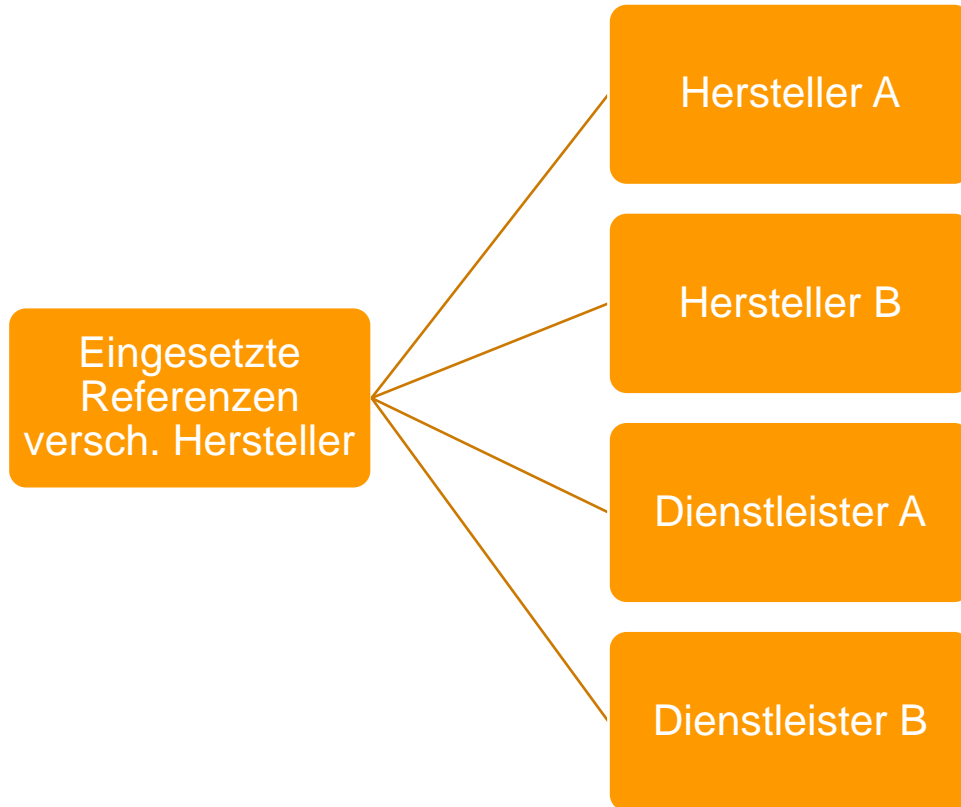 Hersteller A
Hersteller B
Eingesetzte
Referenzen
versch. Hersteller
Dienstleister A
Dienstleister B